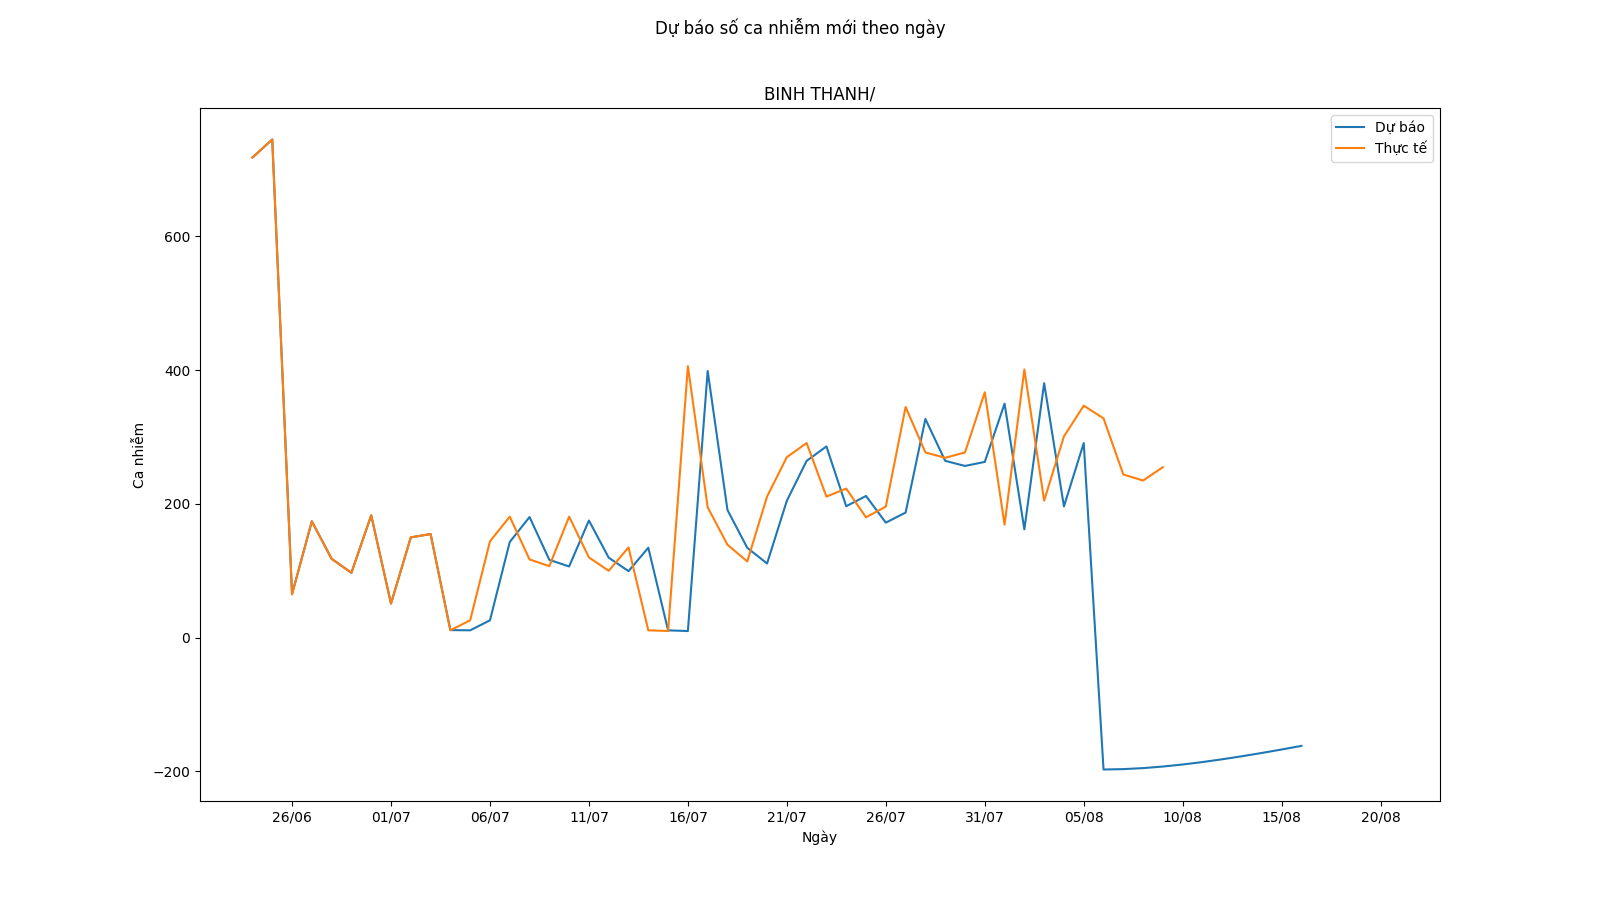 Dự báo số ca nhiễm mới theo ngày
BINH THANH/
Dự báo
Thực tế
600
400
200
0
−200
Ca nhiễm
26/06 01/07 06/07 11/07 16/07 21/07 26/07 31/07 05/08 10/08 15/08 20/08
Ngày